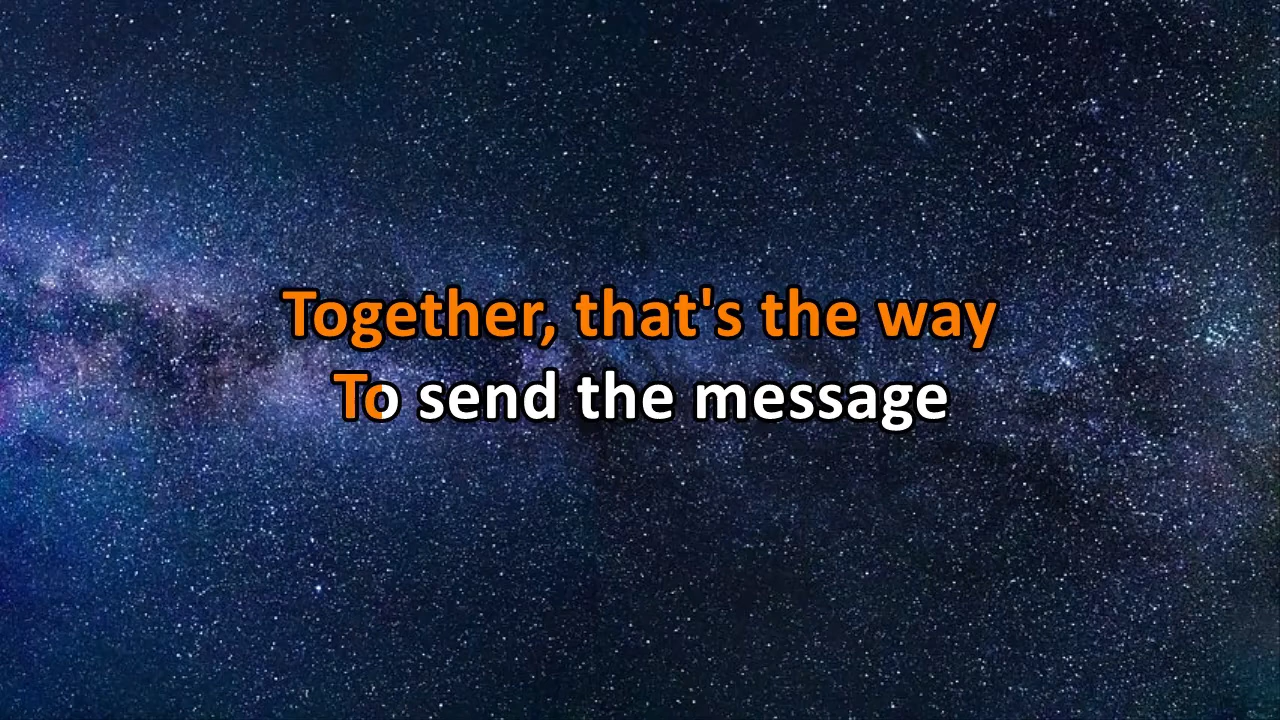 Together, that's the way
To send the message